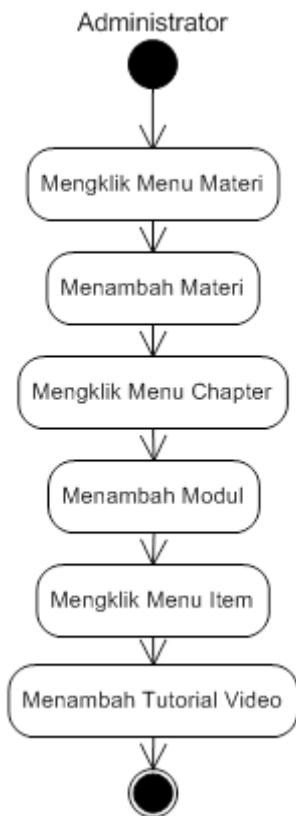 Administrator
Mengklik Menu Materi
Menambah Materi
Mengklik Menu Chapter
Menambah Modul
Mengklik Menu Item
Menambah Tutorial Video